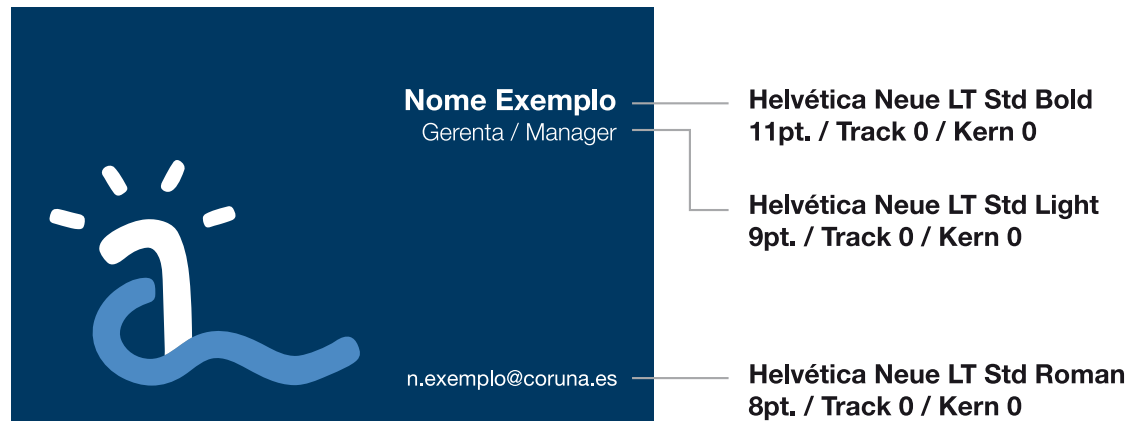 Nome Exemplo
Gerenta / Manager
n.exemplo@coruna.es
Helvética Neue LT Std Bold
11pt. / Track 0 / Kern 0
Helvética Neue LT Std Light
9pt. / Track 0 / Kern 0
Helvética Neue LT Std Roman
8pt. / Track 0 / Kern 0